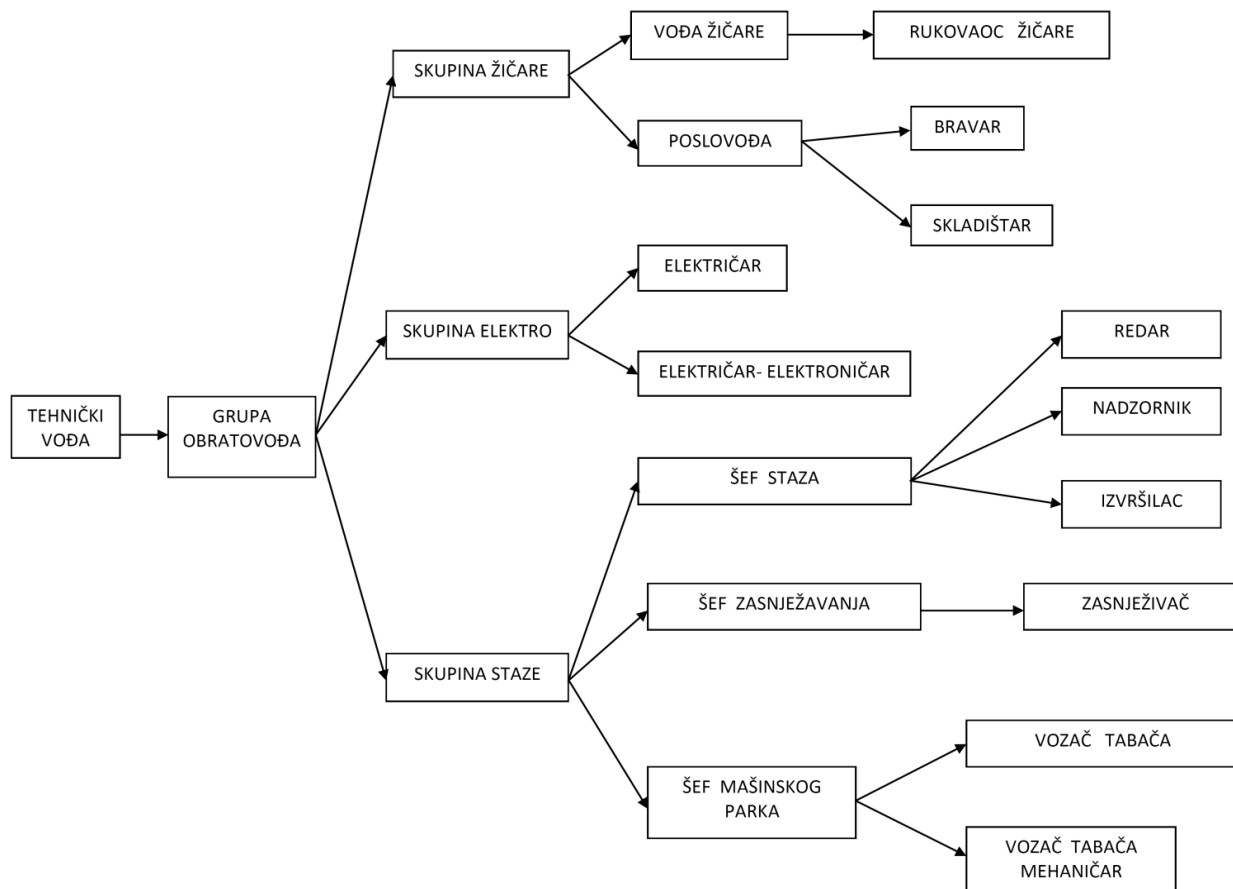 VOĐA ŽIČARE
RUKOVAOC ŽIČARE
SKUPINA ŽIČARE
BRAVAR
POSLOVOĐA
SKLADIŠTAR
ELEKTRIČAR
SKUPINA ELEKTRO
REDAR
ELEKTRIČAR- ELEKTRONIČAR
NADZORNIK
TEHNIČKI
VOĐA
GRUPA
OBRATOVOĐA
ŠEF STAZA
IZVRŠILAC
ŠEF ZASNJEŽAVANJA
ZASNJEŽIVAČ
SKUPINA STAZE
VOZAČ TABAČA
ŠEF MAŠINSKOG
PARKA
VOZAČ TABAČA
MEHANIČAR